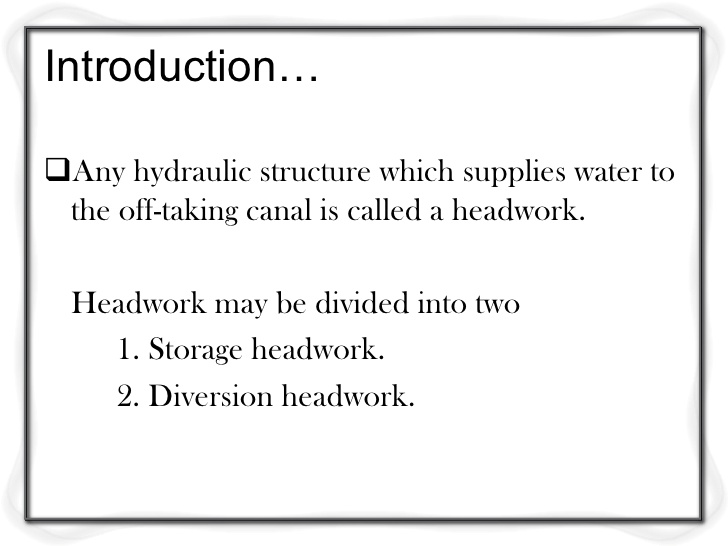 Introduction…
❑Any hydraulic structure which supplies water to
the off-taking canal is called a headwork.
Headwork may be divided into two
1. Storage headwork.
2. Diversion headwork.